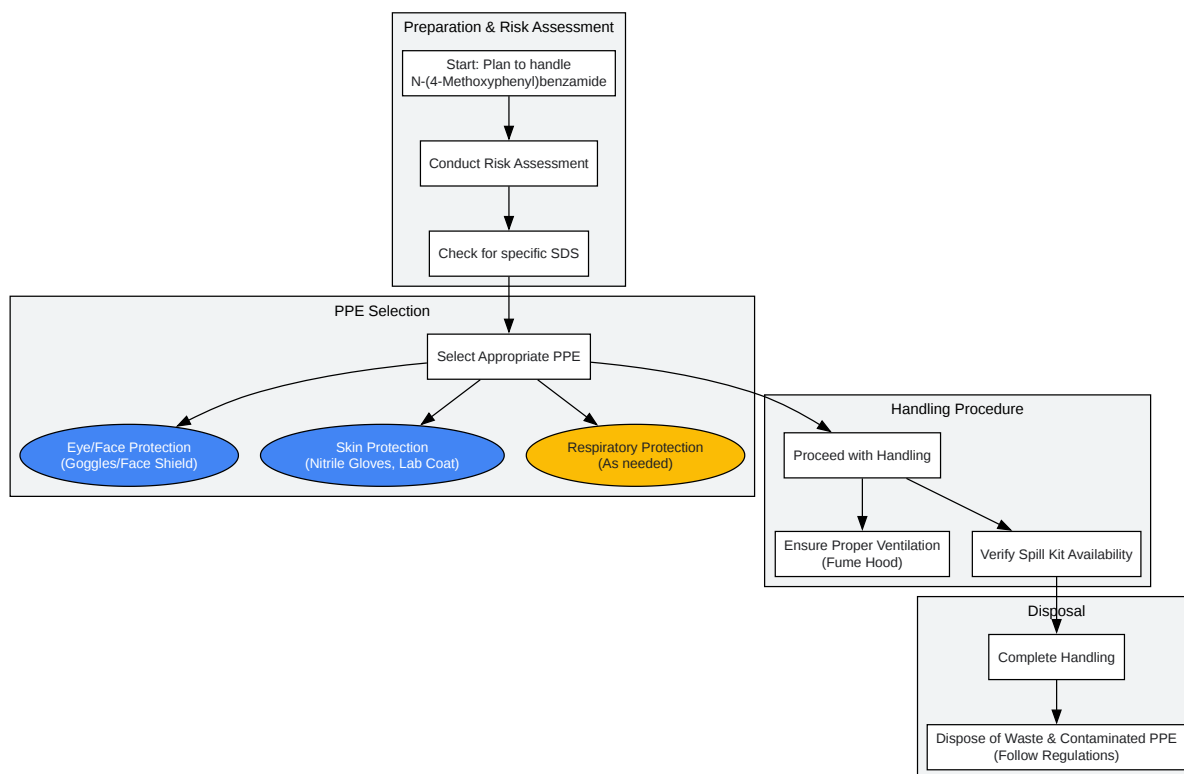 Preparation & Risk Assessment
Start: Plan to handle
N-(4-Methoxyphenyl)benzamide
Conduct Risk Assessment
Check for specific SDS
PPE Selection
Select Appropriate PPE
Eye/Face Protection
(Goggles/Face Shield)
Skin Protection
(Nitrile Gloves, Lab Coat)
Respiratory Protection
(As needed)
Handling Procedure
Proceed with Handling
Ensure Proper Ventilation
(Fume Hood)
Verify Spill Kit Availability
Disposal
Complete Handling
Dispose of Waste & Contaminated PPE
(Follow Regulations)